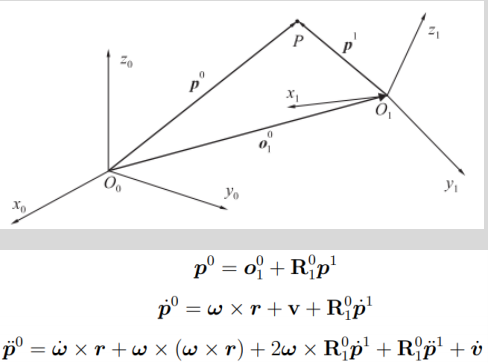 z₀
P
p¹
z₁
p⁰
x₁
O₁
o₁⁰
O₀
y₀
y₁
x₀
p⁰ = o₁⁰ + R₁⁰p¹
ṗ⁰ = ω × r + v + R₁⁰ṗ¹
p̈⁰ = ω̇ × r + ω × (ω × r) + 2ω × R₁⁰ṗ¹ + R₁⁰p̈¹ + v̇